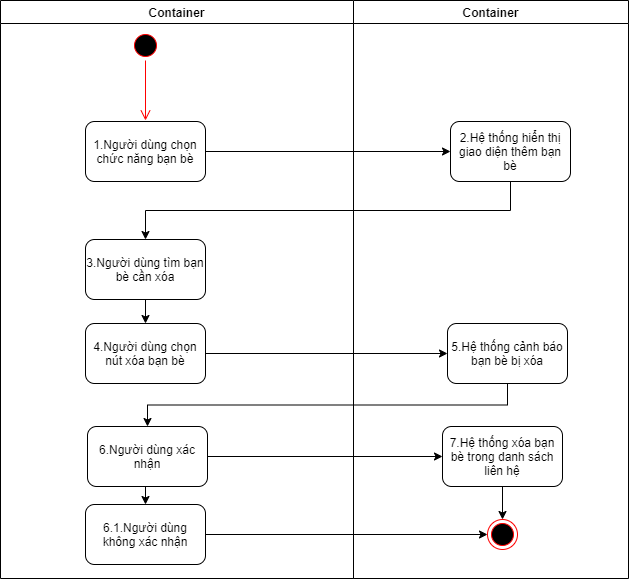 Container
Container
1.Người dùng chọn
chức năng bạn bè
2.Hệ thống hiển thị
giao diện thêm bạn
bè
3.Người dùng tìm bạn
bè cần xóa
4.Người dùng chọn
nút xóa bạn bè
5.Hệ thống cảnh báo
bạn bè bị xóa
6.Người dùng xác
nhận
7.Hệ thống xóa bạn
bè trong danh sách
liên hệ
6.1.Người dùng
không xác nhận